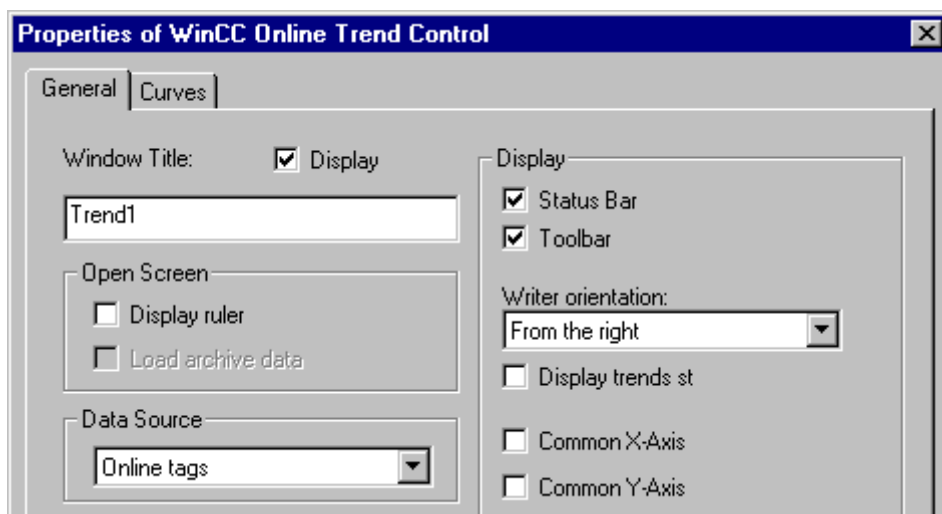 Properties of WinCC Online Trend Control
General Curves
Window Title: Display
Trend1
Open Screen
Display ruler
Load archive data
Data Source
Online tags
Display
Status Bar
Toolbar
Writer orientation:
From the right
Display trends st
Common X-Axis
Common Y-Axis